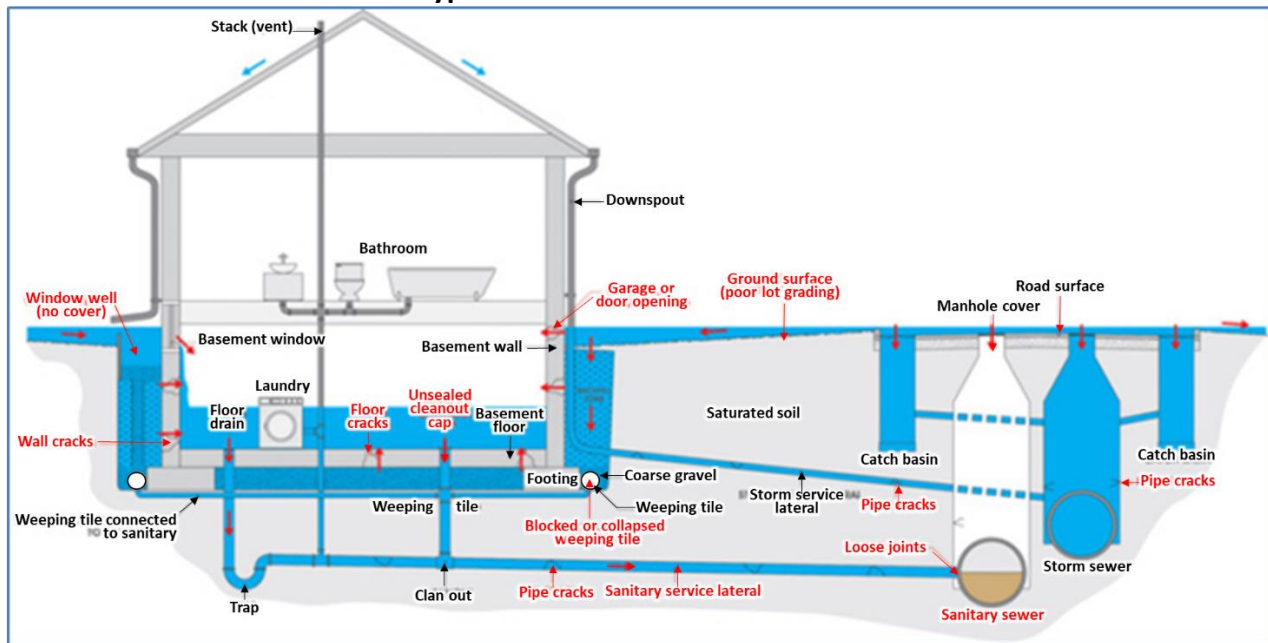 Stack (vent)
Downspout
Bathroom
Window well
(no cover)
Garage or
door opening
Ground surface
(poor lot grading)
Road surface
Manhole cover
Basement window
Basement wall
Laundry
Floor
drain
Floor
cracks
Unsealed
cleanout
cap
Basement
floor
Saturated soil
Wall cracks
Catch basin
Catch basin
Footing
Coarse gravel
Pipe cracks
Weeping tile connected
to sanitary
Weeping tile
Weeping tile
Storm service
lateral
Pipe cracks
Blocked or collapsed
weeping tile
Loose joints
Storm sewer
Trap
Clan out
Pipe cracks
Sanitary service lateral
Sanitary sewer